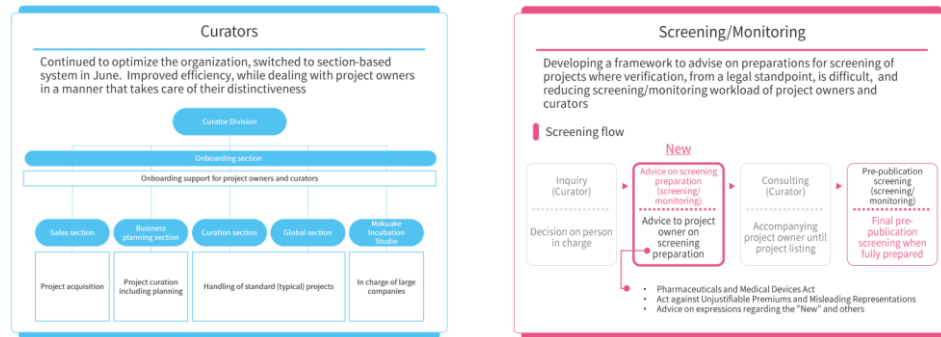 Curators
Continued to optimize the organization, switched to section-based
system in June. Improved efficiency, while dealing with project owners
in a manner that takes care of their distinctiveness
Curator Division
Onboarding section
Onboarding support for project owners and curators
Sales section
Business
planning section
Curation section
Global section
Makuake
Incubation
Studio
Project acquisition
Project curation
including planning
Handling of standard (typical) projects
In charge of large
companies
Screening/Monitoring
Developing a framework to advise on preparations for screening of
projects where verification, from a legal standpoint, is difficult, and
reducing screening/monitoring workload of project owners and
curators
Screening flow
New
Inquiry
(Curator)
Decision on person
in charge
Advice on screening
preparation
(screening/
monitoring)
Advice to project
owner on
screening
preparation
Consulting
(Curator)
Accompanying
project owner until
project listing
Pre-publication
screening
(screening/
monitoring)
Final pre-
publication
screening when
fully prepared
• Pharmaceuticals and Medical Devices Act
• Act against Unjustifiable Premiums and Misleading Representations
• Advice on expressions regarding the "New" and others